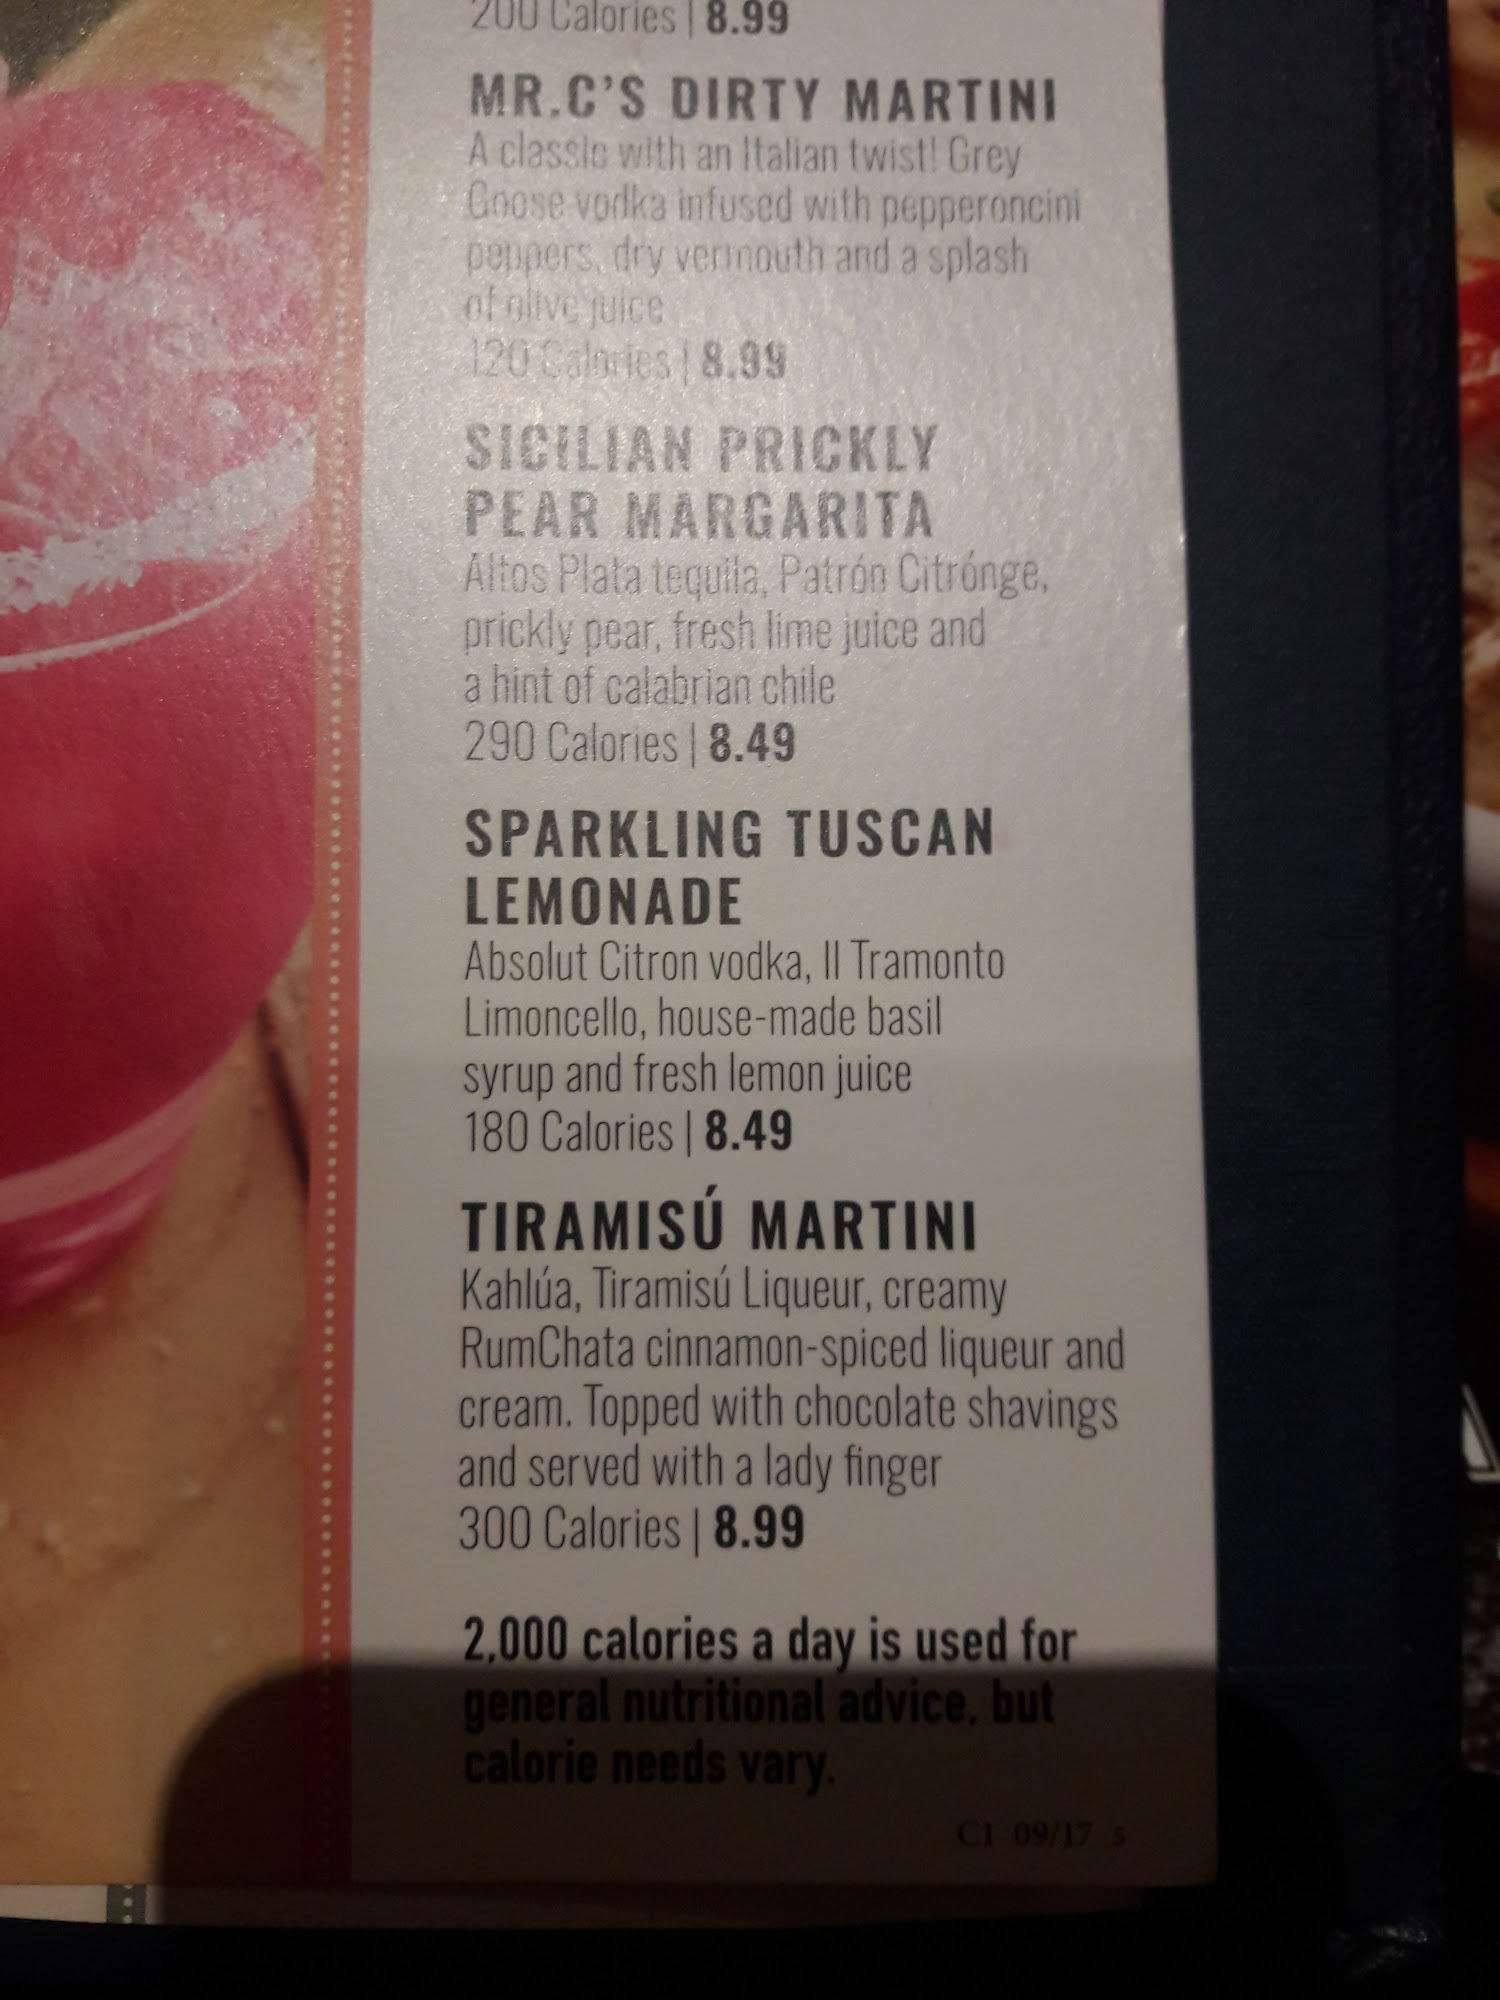 200 Calories | 8.99
MR.C'S DIRTY MARTINI
A classic with an Italian twist! Grey
Goose vodka infused with pepperoncini
peppers, dry vermouth and a splash
of olive juice
120 Calories | 8.99
SICILIAN PRICKLY
PEAR MARGARITA
Altos Plata tequila, Patrón Citrónge,
prickly pear, fresh lime juice and
a hint of calabrian chile
290 Calories | 8.49
SPARKLING TUSCAN
LEMONADE
Absolut Citron vodka, Il Tramonto
Limoncello, house-made basil
syrup and fresh lemon juice
180 Calories | 8.49
TIRAMISÚ MARTINI
Kahlúa, Tiramisú Liqueur, creamy
RumChata cinnamon-spiced liqueur and
cream. Topped with chocolate shavings
and served with a lady finger
300 Calories | 8.99
2,000 calories a day is used for
general nutritional advice, but
calorie needs vary.
C1 09/17 5